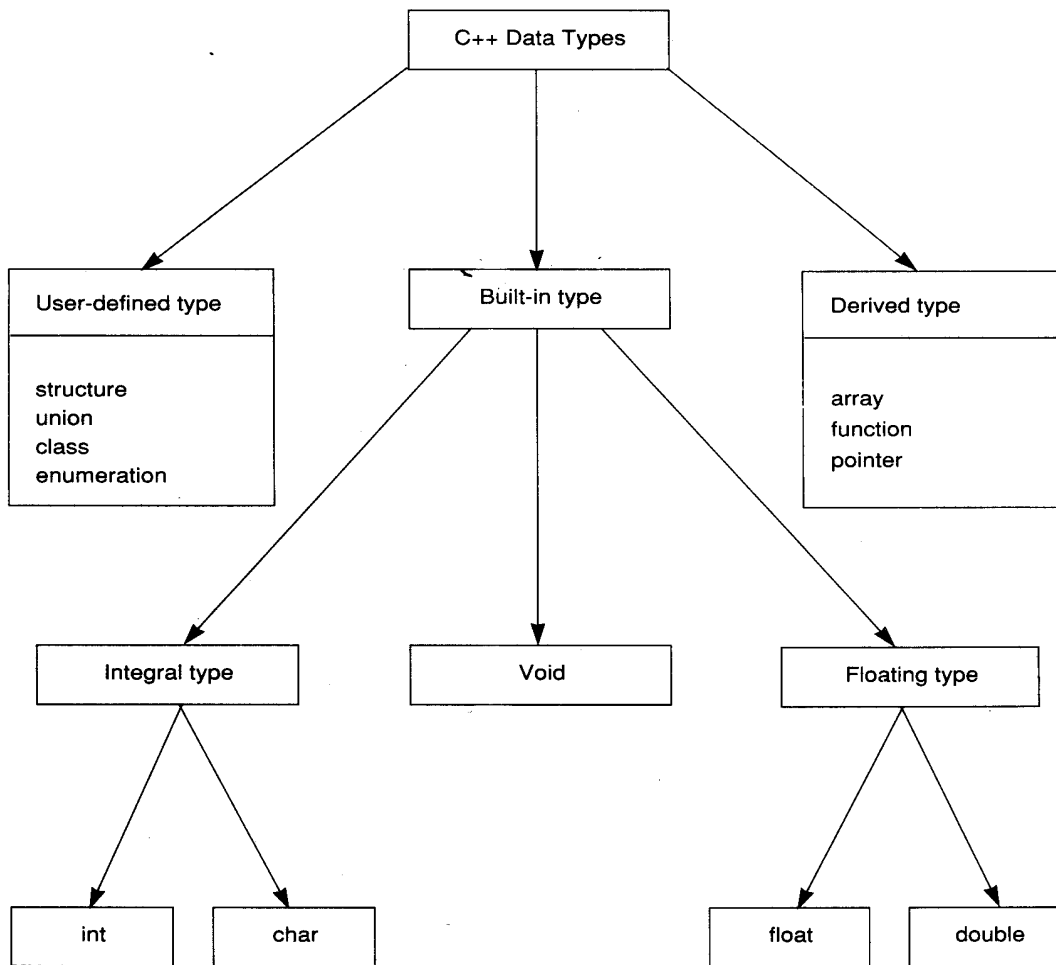 C++ Data Types
User-defined type
structure
union
class
enumeration
Built-in type
Derived type
array
function
pointer
Integral type
Void
Floating type
int
char
float
double